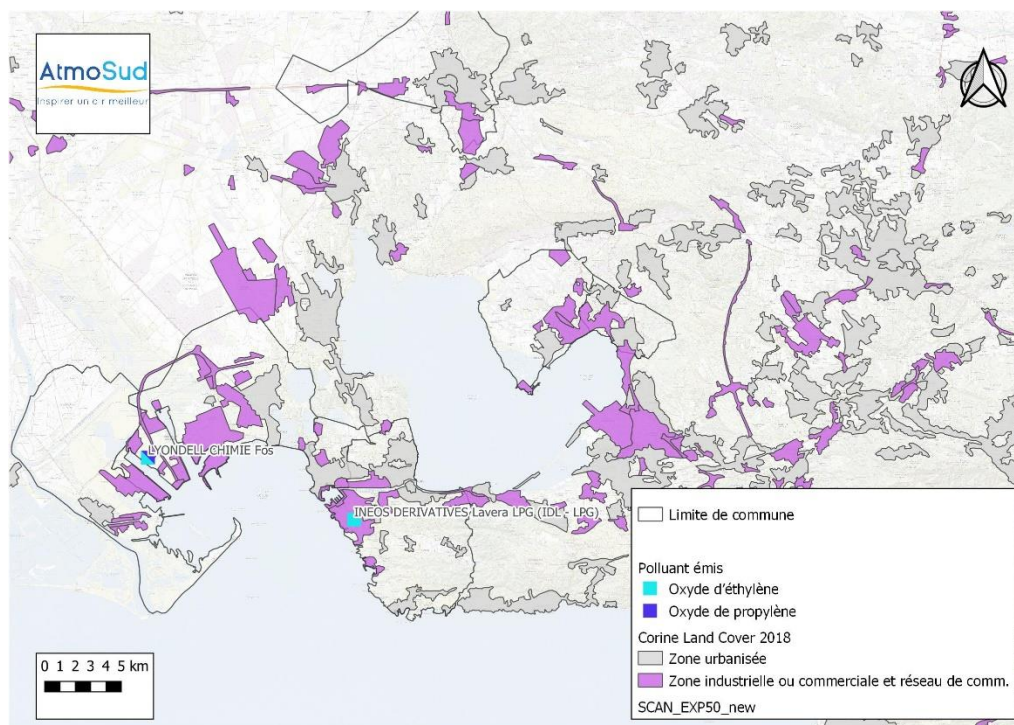 AtmoSud
Inspirer un air meilleur
LYONDELL CHIMIE Fos
INEOS DERIVATIVES Lavera LPG (IDL - LPG)
Limite de commune
Polluant émis
Oxyde d'éthylène
Oxyde de propylène
Corine Land Cover 2018
Zone urbanisée
Zone industrielle ou commerciale et réseau de comm.
SCAN_EXP50_new
0 1 2 3 4 5 km